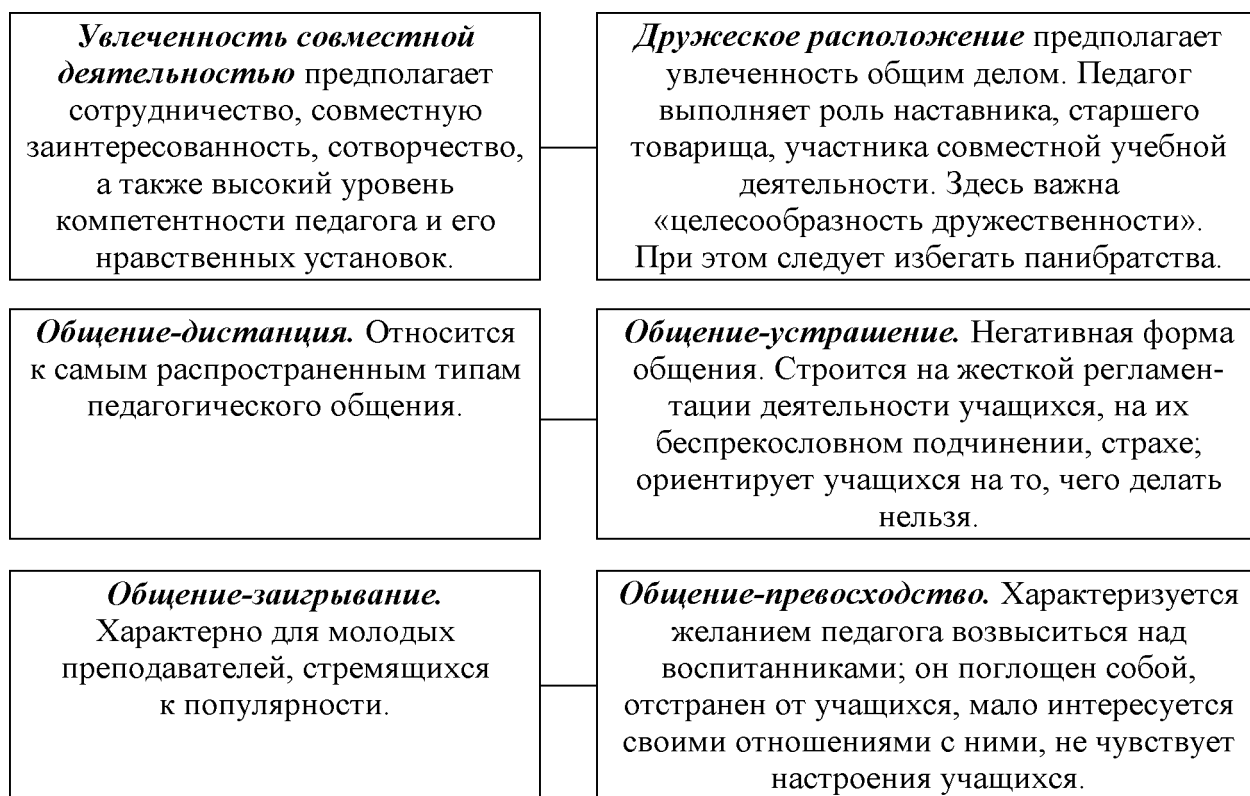 Увлеченность совместной
деятельностью предполагает
сотрудничество, совместную
заинтересованность, сотворчество,
а также высокий уровень
компетентности педагога и его
нравственных установок.
Дружеское расположение предполагает
увлеченность общим делом. Педагог
выполняет роль наставника, старшего
товарища, участника совместной учебной
деятельности. Здесь важна
«целесообразность дружественности».
При этом следует избегать панибратства.
Общение-дистанция. Относится
к самым распространенным типам
педагогического общения.
Общение-устрашение. Негативная форма
общения. Строится на жесткой регламен-
тации деятельности учащихся, на их
беспрекословном подчинении, страхе;
ориентирует учащихся на то, чего делать
нельзя.
Общение-заигрывание.
Характерно для молодых
преподавателей, стремящихся
к популярности.
Общение-превосходство. Характеризуется
желанием педагога возвыситься над
воспитанниками; он поглощен собой,
отстранен от учащихся, мало интересуется
своими отношениями с ними, не чувствует
настроения учащихся.